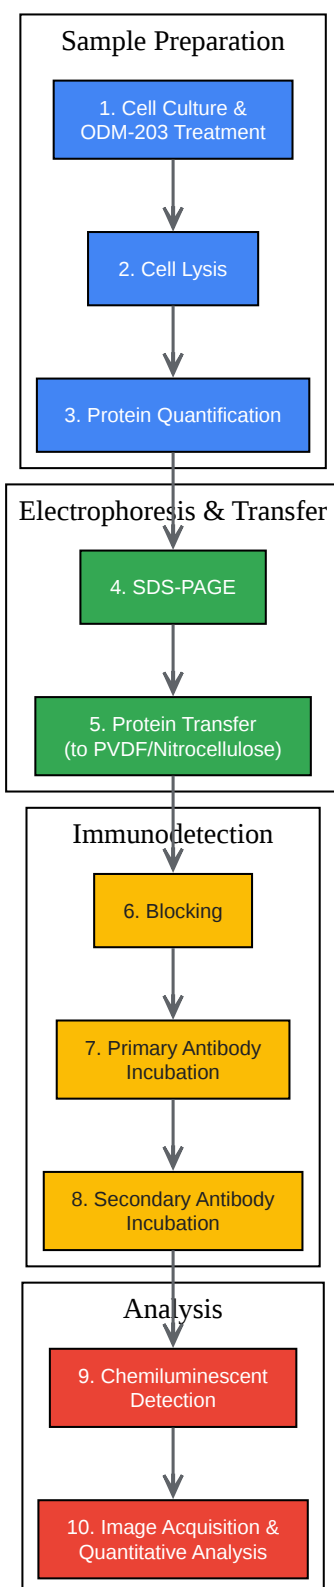 Sample Preparation
1. Cell Culture &
ODM-203 Treatment
2. Cell Lysis
3. Protein Quantification
Electrophoresis & Transfer
4. SDS-PAGE
5. Protein Transfer
(to PVDF/Nitrocellulose)
Immunodetection
6. Blocking
7. Primary Antibody
Incubation
8. Secondary Antibody
Incubation
Analysis
9. Chemiluminescent
Detection
10. Image Acquisition &
Quantitative Analysis